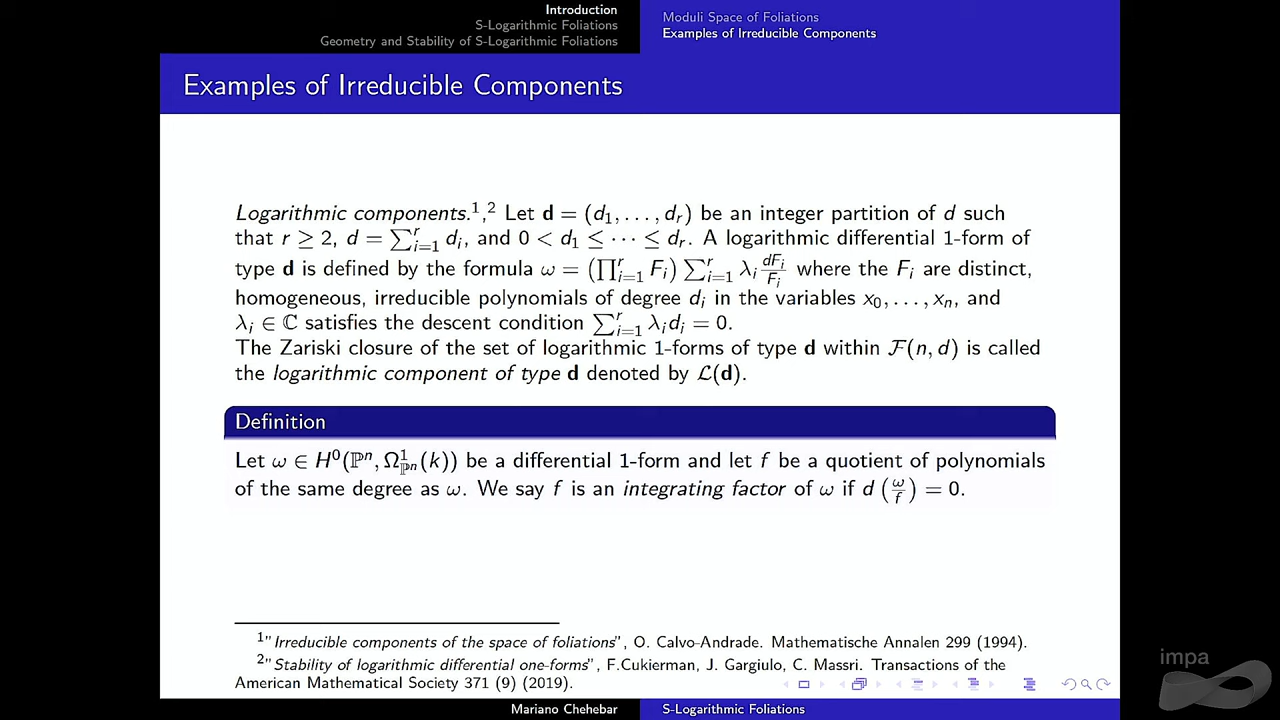 Introduction
S-Logarithmic Foliations
Geometry and Stability of S-Logarithmic Foliations
Moduli Space of Foliations
Examples of Irreducible Components
Examples of Irreducible Components
Logarithmic components.¹,² Let d = (d₁, . . . , dᵣ) be an integer partition of d such
that r ≥ 2, d = ∑ʳᵢ₌₁ dᵢ, and 0 < d₁ ≤ ··· ≤ dᵣ. A logarithmic differential 1-form of
type d is defined by the formula ω = (∏ʳᵢ₌₁ Fᵢ) ∑ʳᵢ₌₁ λᵢ dFᵢ/Fᵢ where the Fᵢ are distinct,
homogeneous, irreducible polynomials of degree dᵢ in the variables x₀, . . . , xₙ, and
λᵢ ∈ ℂ satisfies the descent condition ∑ʳᵢ₌₁ λᵢdᵢ = 0.
The Zariski closure of the set of logarithmic 1-forms of type d within ℱ(n, d) is called
the logarithmic component of type d denoted by ℒ(d).
Definition
Let ω ∈ H⁰(ℙⁿ, Ω¹_ℙⁿ(k)) be a differential 1-form and let f be a quotient of polynomials
of the same degree as ω. We say f is an integrating factor of ω if d (ω/f) = 0.
¹"Irreducible components of the space of foliations", O. Calvo-Andrade. Mathematische Annalen 299 (1994).
²"Stability of logarithmic differential one-forms", F.Cukierman, J. Gargiulo, C. Massri. Transactions of the
American Mathematical Society 371 (9) (2019).
impa
Mariano Chehebar
S-Logarithmic Foliations